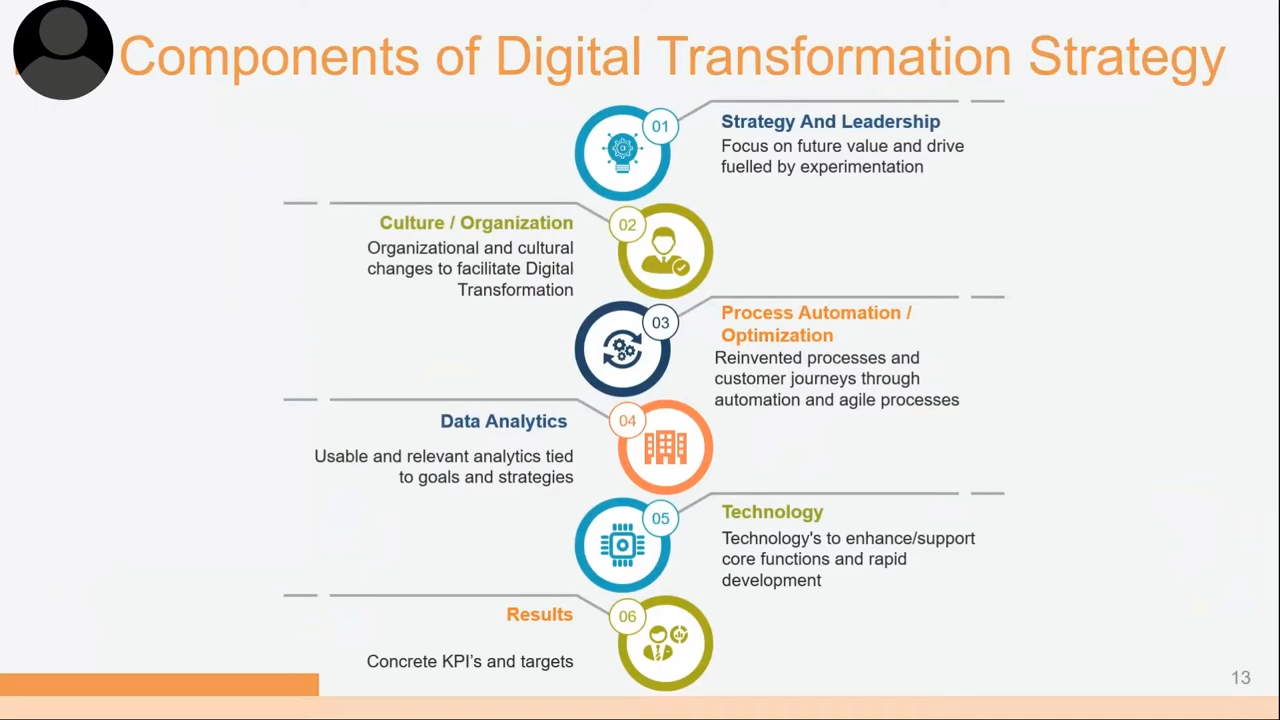 Components of Digital Transformation Strategy
01
Strategy And Leadership
Focus on future value and drive
fuelled by experimentation
02
Culture / Organization
Organizational and cultural
changes to facilitate Digital
Transformation
03
Process Automation /
Optimization
Reinvented processes and
customer journeys through
automation and agile processes
04
Data Analytics
Usable and relevant analytics tied
to goals and strategies
05
Technology
Technology's to enhance/support
core functions and rapid
development
06
Results
Concrete KPI's and targets
13